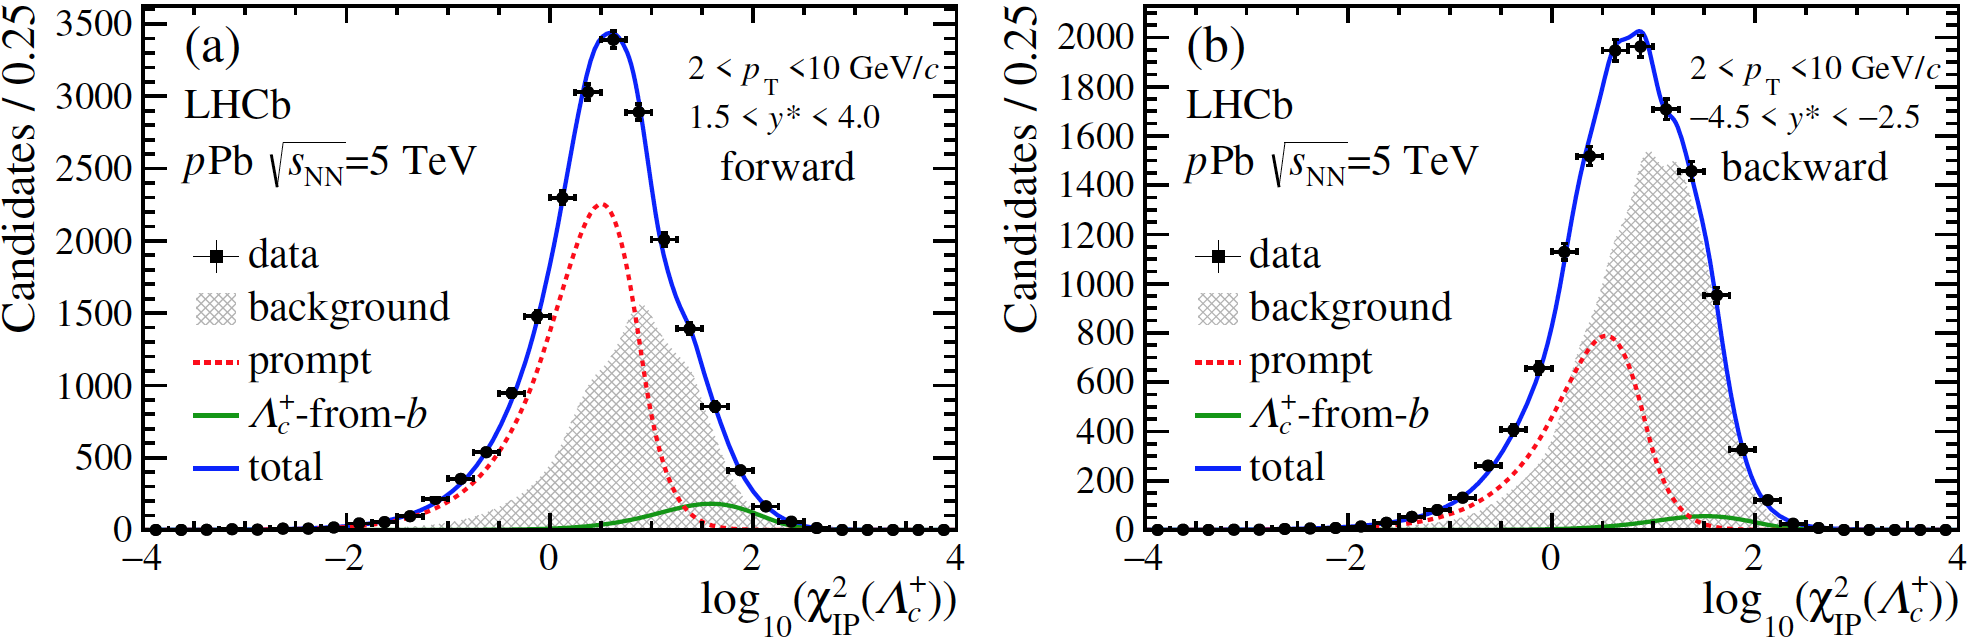 Candidates / 0.25
3500
3000
2500
2000
1500
1000
500
0
(a)
LHCb
pPb √sNN=5 TeV
2 < pT <10 GeV/c
1.5 < y* < 4.0
forward
data
background
prompt
Λc+-from-b
total
−4 −2 0 2 4
log10(χ2IP(Λc+))
Candidates / 0.25
2000
1800
1600
1400
1200
1000
800
600
400
200
0
(b)
LHCb
pPb √sNN=5 TeV
2 < pT <10 GeV/c
−4.5 < y* < −2.5
backward
data
background
prompt
Λc+-from-b
total
−4 −2 0 2 4
log10(χ2IP(Λc+))